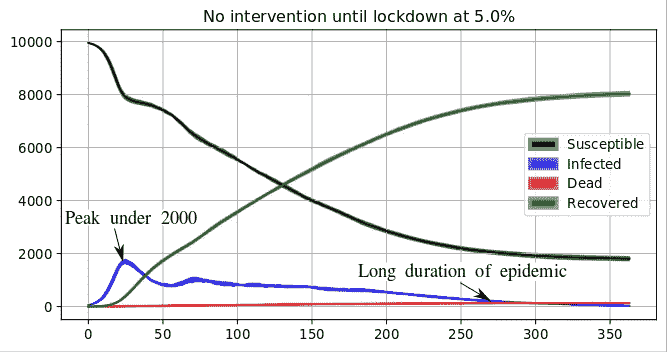 No intervention until lockdown at 5.0%
10000
8000
6000
4000
2000
0
Susceptible
Infected
Dead
Recovered
Peak under 2000
Long duration of epidemic
0 50 100 150 200 250 300 350